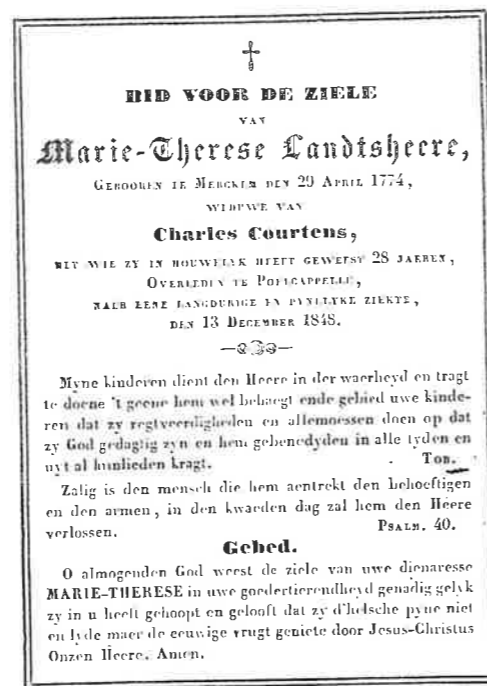 BID VOOR DE ZIELE
VAN
Marie-Therese Landtsheere,
GEBOOREN TE MERCKEM DEN 29 APRIL 1774,
WEDUWE VAN
Charles Courtens,
MET WIE ZY IN HOUWELYK HEEFT GEWEEST 28 JAEREN,
OVERLEDEN TE POELCAPPELLE,
NAER EENE LANGDURIGE EN PYNELYKE ZIEKTE,
DEN 13 DECEMBER 1848.
Myne kinderen dient den Heere in der waerheyd en tragt
te doene 't geene hem wel behaegt ende gebied uwe kinde-
ren dat zy regtveerdigheden en allemoessen doen op dat
zy God gedagtig zyn en hem gebenedyden in alle tyden en
uyt al hunlieden kragt. TOB.
Zalig is den mensch die hem aentrekt den behoeftigen
en den armen, in den kwaeden dag zal hem den Heere
verlossen. PSALM. 40.
Gebed.
O almogenden God weest de ziele van uwe dienaresse
MARIE-THERESE in uwe goedertierendheyd genadig gelyk
zy in u heeft gehoopt en gelooft dat zy d'helsche pyne niet
en lyde maer de eeuwige vrugt geniete door Jesus-Christus
Onzen Heere. Amen.